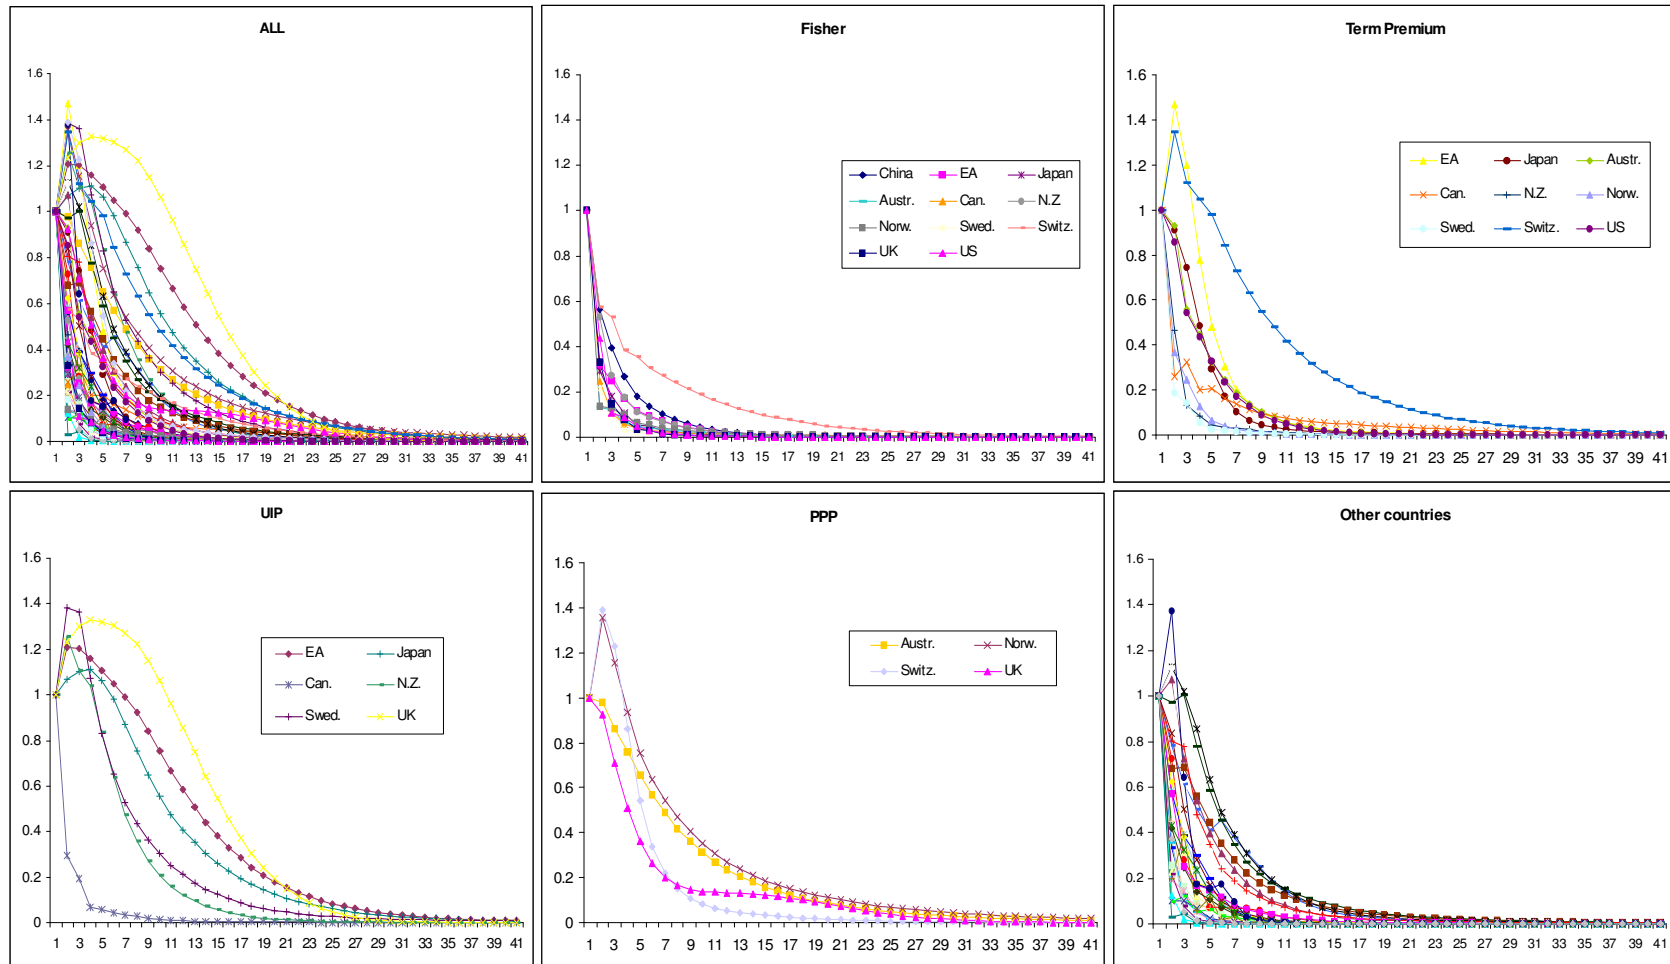 ALL
1.6
1.4
1.2
1
0.8
0.6
0.4
0.2
0
1 3 5 7 9 11 13 15 17 19 21 23 25 27 29 31 33 35 37 39 41
Fisher
1.6
1.4
1.2
1
0.8
0.6
0.4
0.2
0
China EA Japan
Austr. Can. N.Z
Norw. Swed. Switz.
UK US
1 3 5 7 9 11 13 15 17 19 21 23 25 27 29 31 33 35 37 39 41
Term Premium
1.6
1.4
1.2
1
0.8
0.6
0.4
0.2
0
EA Japan Austr.
Can. N.Z. Norw.
Swed. Switz. US
1 3 5 7 9 11 13 15 17 19 21 23 25 27 29 31 33 35 37 39 41
UIP
1.6
1.4
1.2
1
0.8
0.6
0.4
0.2
0
EA Japan
Can. N.Z.
Swed. UK
1 3 5 7 9 11 13 15 17 19 21 23 25 27 29 31 33 35 37 39 41
PPP
1.6
1.4
1.2
1
0.8
0.6
0.4
0.2
0
Austr. Norw.
Switz. UK
1 3 5 7 9 11 13 15 17 19 21 23 25 27 29 31 33 35 37 39 41
Other countries
1.6
1.4
1.2
1
0.8
0.6
0.4
0.2
0
1 3 5 7 9 11 13 15 17 19 21 23 25 27 29 31 33 35 37 39 41